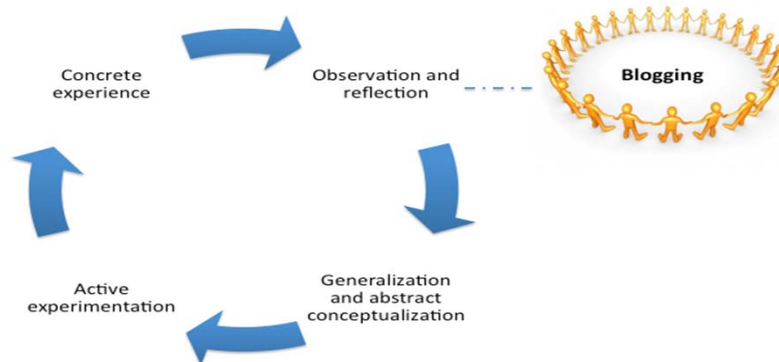 Concrete
experience
Observation and
reflection
Blogging
Generalization
and abstract
conceptualization
Active
experimentation